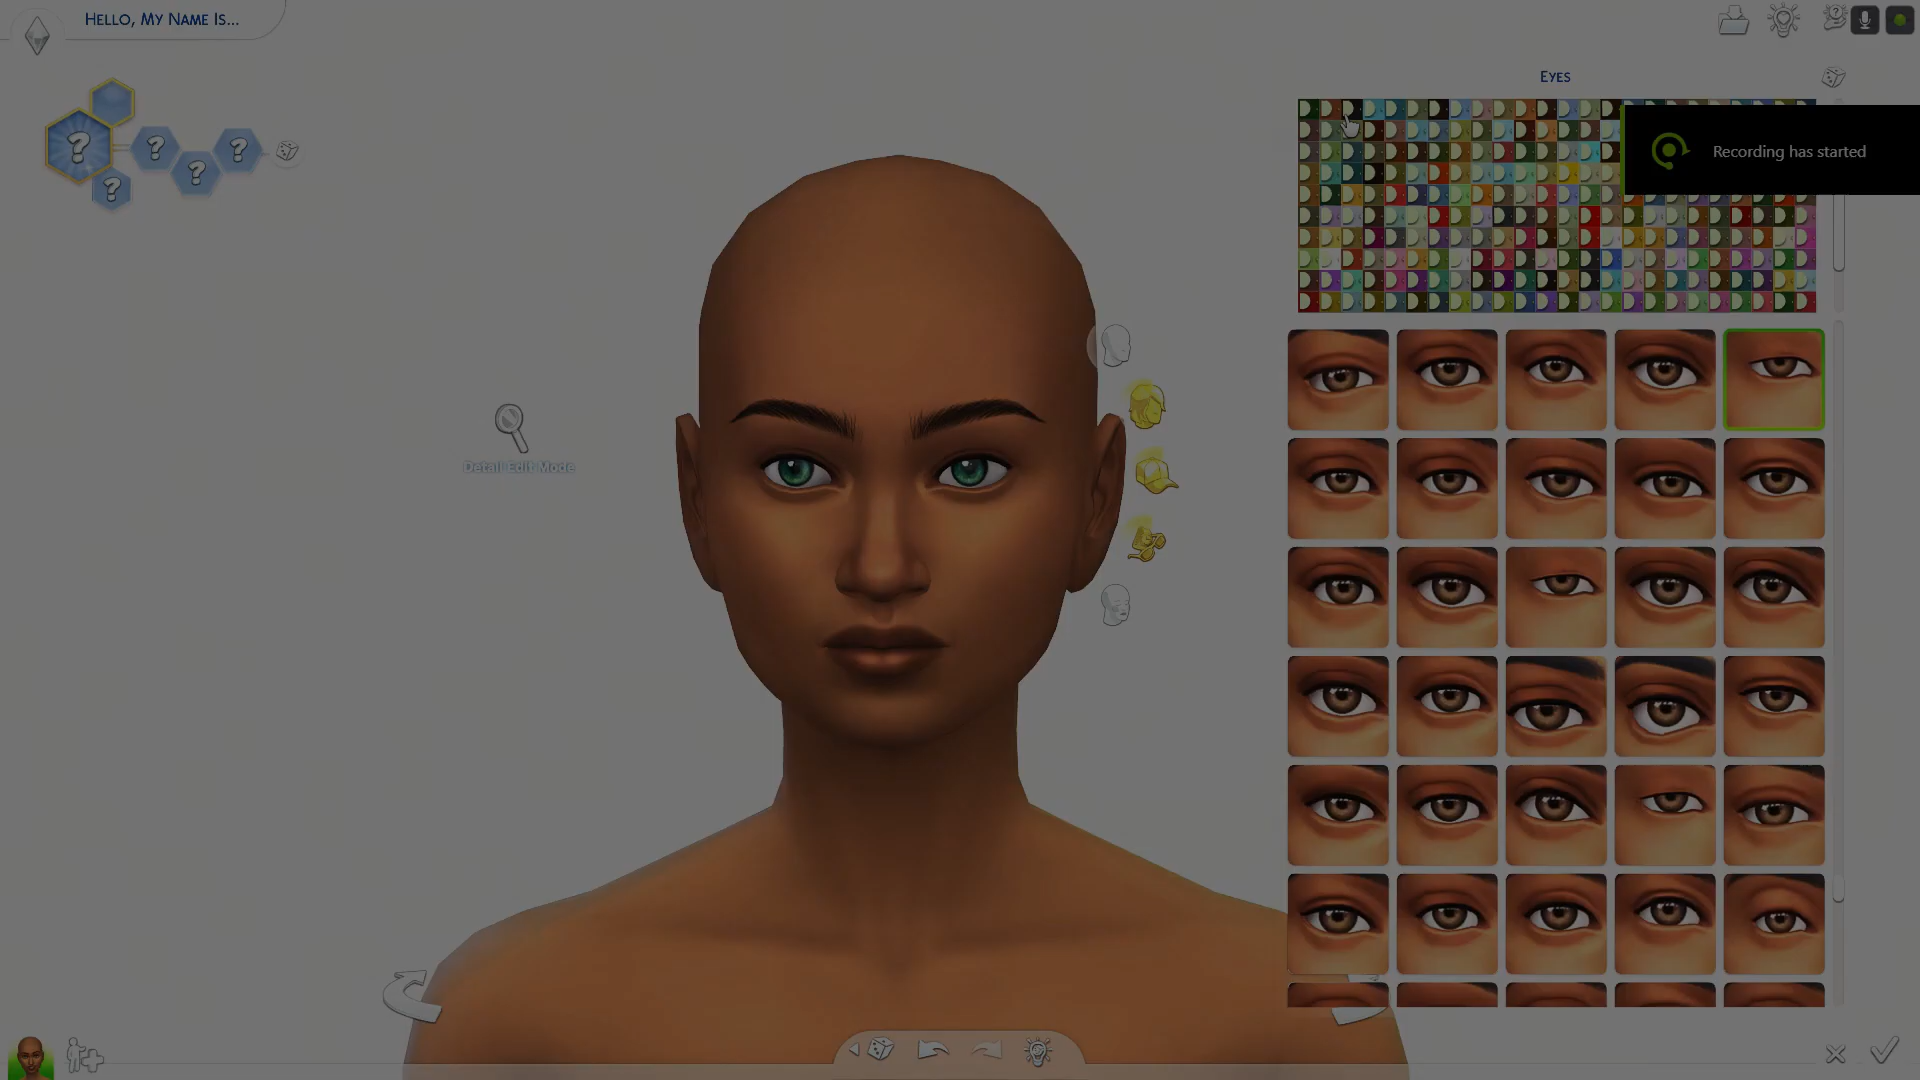 Hello, My Name Is...
Eyes
Recording has started
Detail Edit Mode